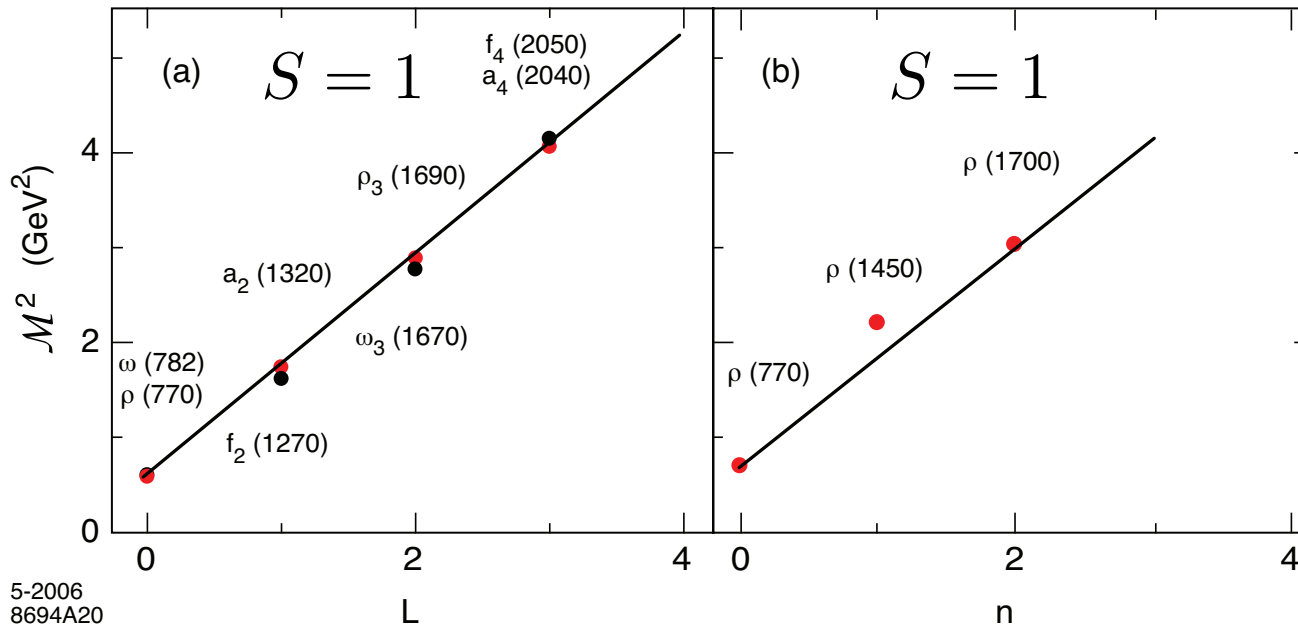 (a)
S = 1
f₄ (2050)
a₄ (2040)
ρ₃ (1690)
a₂ (1320)
ω₃ (1670)
ω (782)
ρ (770)
f₂ (1270)
M² (GeV²)
4
2
0
0
2
4
L
(b)
S = 1
ρ (1700)
ρ (1450)
ρ (770)
0
2
4
n
5-2006
8694A20